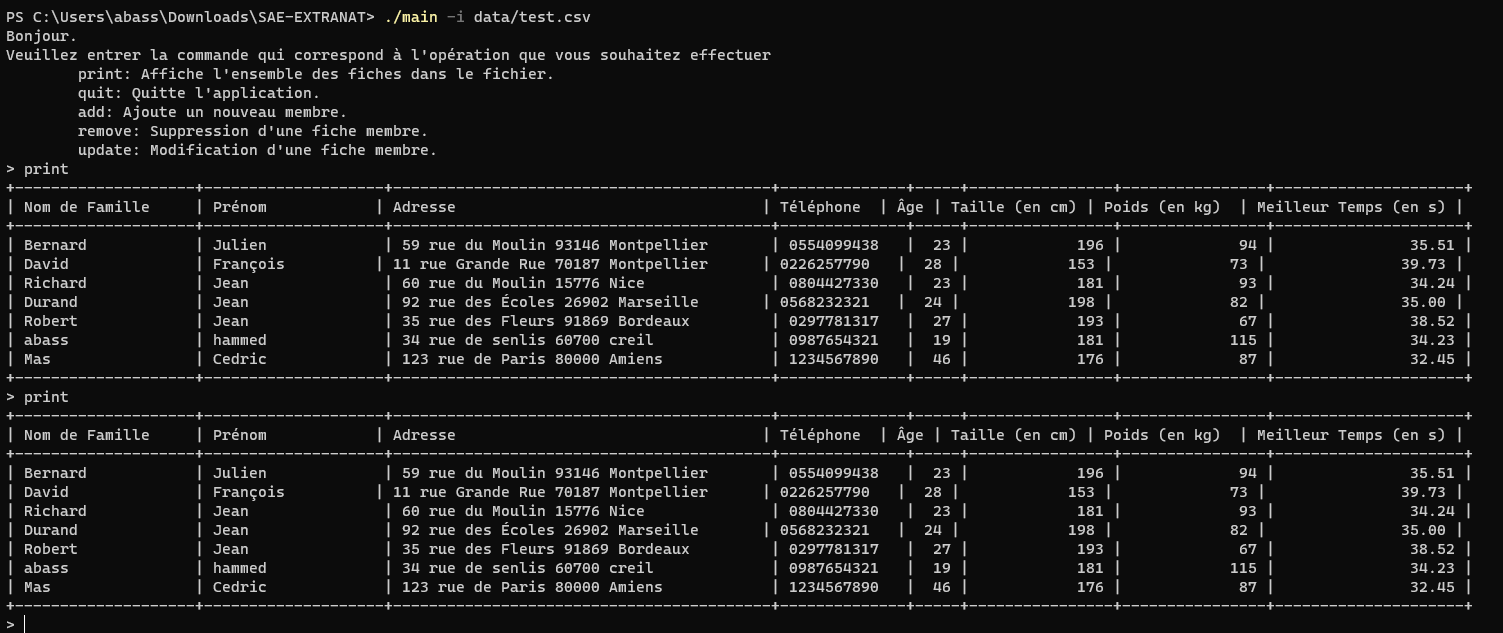 PS C:\Users\abass\Downloads\SAE-EXTRANAT> ./main -i data/test.csv
Bonjour.
Veuillez entrer la commande qui correspond à l'opération que vous souhaitez effectuer
        print: Affiche l'ensemble des fiches dans le fichier.
        quit: Quitte l'application.
        add: Ajoute un nouveau membre.
        remove: Suppression d'une fiche membre.
        update: Modification d'une fiche membre.
> print
+--------------------+--------------------+------------------------------------------+--------------+-----+----------------+----------------+---------------------+
| Nom de Famille     | Prénom            | Adresse                                  | Téléphone  | Âge | Taille (en cm) | Poids (en kg)  | Meilleur Temps (en s) |
+--------------------+--------------------+------------------------------------------+--------------+-----+----------------+----------------+---------------------+
| Bernard            | Julien             | 59 rue du Moulin 93146 Montpellier       | 0554099438   |  23 |            196 |             94 |               35.51 |
| David              | François          | 11 rue Grande Rue 70187 Montpellier      | 0226257790   |  28 |            153 |             73 |               39.73 |
| Richard            | Jean               | 60 rue du Moulin 15776 Nice              | 0804427330   |  23 |            181 |             93 |               34.24 |
| Durand             | Jean               | 92 rue des Écoles 26902 Marseille       | 0568232321   |  24 |            198 |             82 |               35.00 |
| Robert             | Jean               | 35 rue des Fleurs 91869 Bordeaux         | 0297781317   |  27 |            193 |             67 |               38.52 |
| abass              | hammed             | 34 rue de senlis 60700 creil             | 0987654321   |  19 |            181 |            115 |               34.23 |
| Mas                | Cedric             | 123 rue de Paris 80000 Amiens            | 1234567890   |  46 |            176 |             87 |               32.45 |
+--------------------+--------------------+------------------------------------------+--------------+-----+----------------+----------------+---------------------+
> print
+--------------------+--------------------+------------------------------------------+--------------+-----+----------------+----------------+---------------------+
| Nom de Famille     | Prénom            | Adresse                                  | Téléphone  | Âge | Taille (en cm) | Poids (en kg)  | Meilleur Temps (en s) |
+--------------------+--------------------+------------------------------------------+--------------+-----+----------------+----------------+---------------------+
| Bernard            | Julien             | 59 rue du Moulin 93146 Montpellier       | 0554099438   |  23 |            196 |             94 |               35.51 |
| David              | François          | 11 rue Grande Rue 70187 Montpellier      | 0226257790   |  28 |            153 |             73 |               39.73 |
| Richard            | Jean               | 60 rue du Moulin 15776 Nice              | 0804427330   |  23 |            181 |             93 |               34.24 |
| Durand             | Jean               | 92 rue des Écoles 26902 Marseille       | 0568232321   |  24 |            198 |             82 |               35.00 |
| Robert             | Jean               | 35 rue des Fleurs 91869 Bordeaux         | 0297781317   |  27 |            193 |             67 |               38.52 |
| abass              | hammed             | 34 rue de senlis 60700 creil             | 0987654321   |  19 |            181 |            115 |               34.23 |
| Mas                | Cedric             | 123 rue de Paris 80000 Amiens            | 1234567890   |  46 |            176 |             87 |               32.45 |
+--------------------+--------------------+------------------------------------------+--------------+-----+----------------+----------------+---------------------+
>